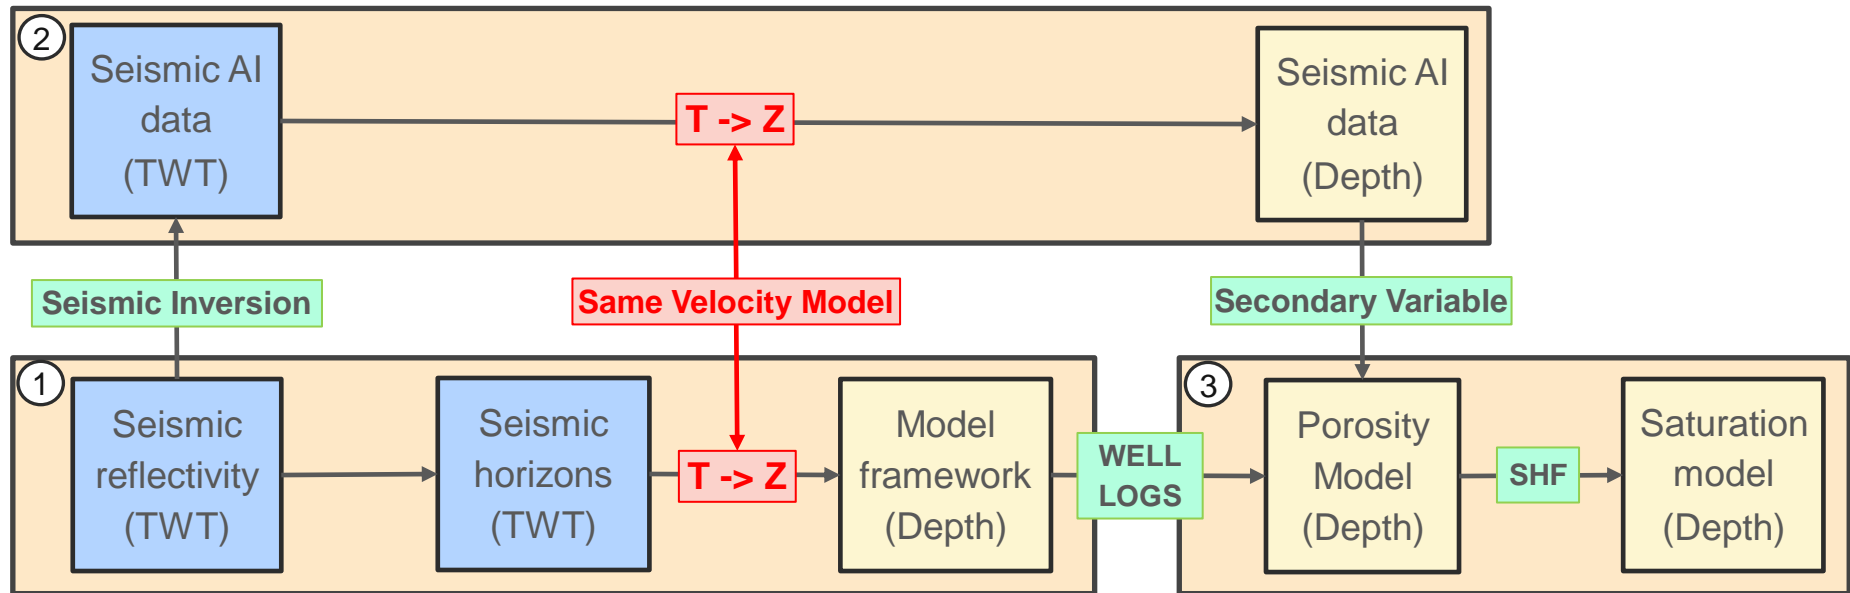 2
Seismic AI
data
(TWT)
T -> Z
Seismic AI
data
(Depth)
Seismic Inversion
Same Velocity Model
Secondary Variable
1
Seismic
reflectivity
(TWT)
Seismic
horizons
(TWT)
T -> Z
Model
framework
(Depth)
WELL
LOGS
3
Porosity
Model
(Depth)
SHF
Saturation
model
(Depth)